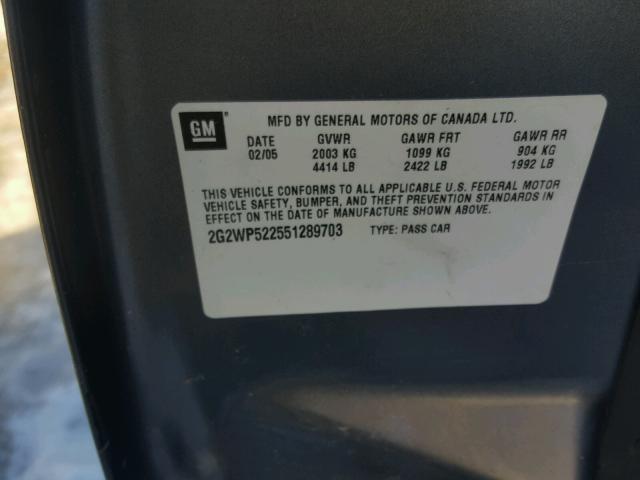 GM
MFD BY GENERAL MOTORS OF CANADA LTD.
DATE GVWR GAWR FRT GAWR RR
02/05 2003 KG 1099 KG 904 KG
4414 LB 2422 LB 1992 LB
THIS VEHICLE CONFORMS TO ALL APPLICABLE U.S. FEDERAL MOTOR
VEHICLE SAFETY, BUMPER, AND THEFT PREVENTION STANDARDS IN
EFFECT ON THE DATE OF MANUFACTURE SHOWN ABOVE.
2G2WP522551289703 TYPE: PASS CAR